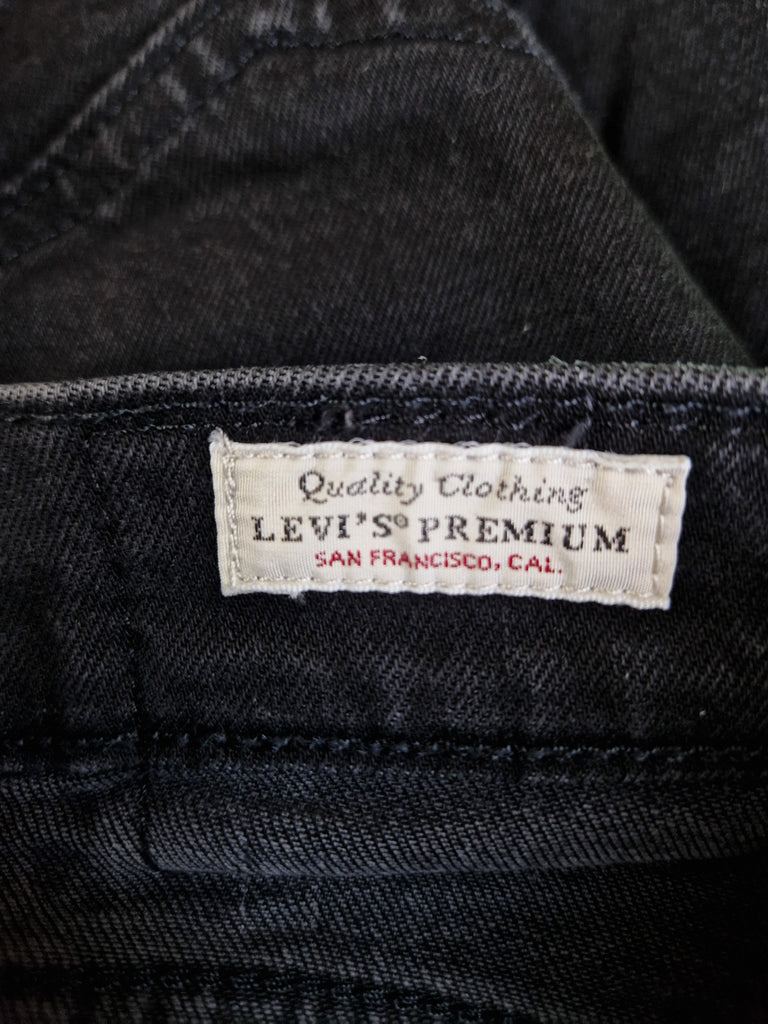 Quality Clothing
LEVI'S® PREMIUM
SAN FRANCISCO, CAL.